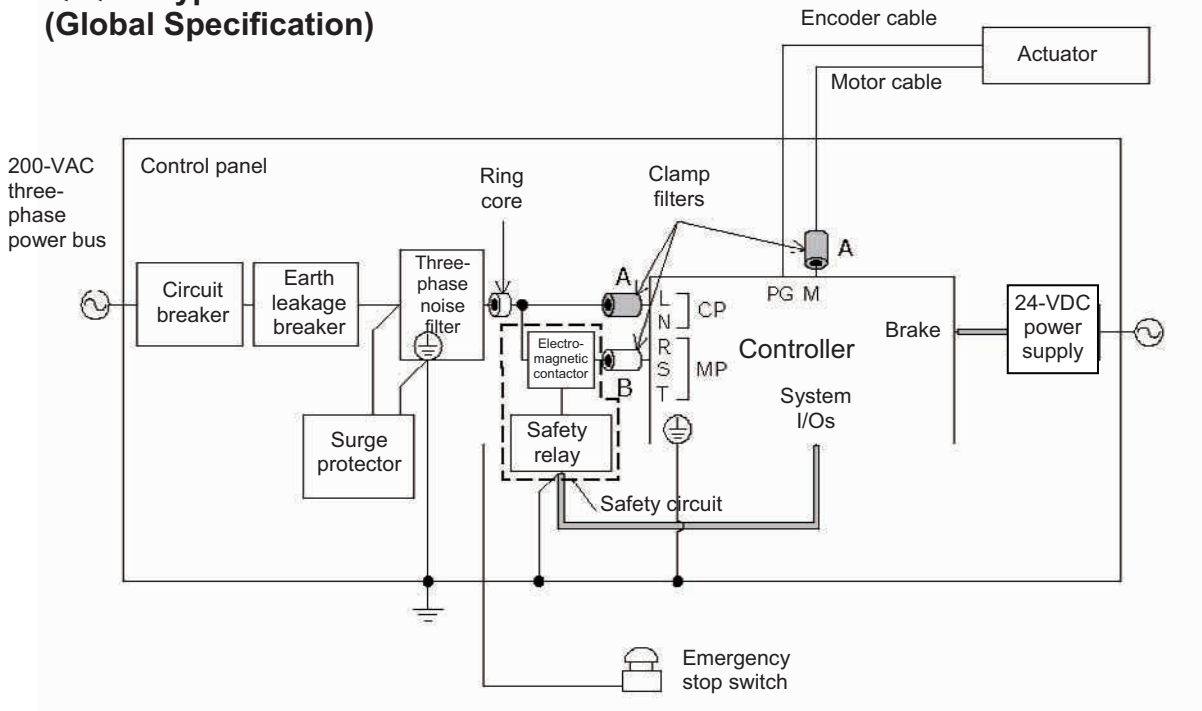 (Global Specification)
Encoder cable
Actuator
Motor cable
200-VAC
three-
phase
power bus
Control panel
Ring
core
Clamp
filters
A
A
Circuit
breaker
Earth
leakage
breaker
Three-
phase
noise
filter
L
N
CP
PG M
Brake
24-VDC
power
supply
Electro-
magnetic
contactor
B
R
S
T
MP
Controller
System
I/Os
Surge
protector
Safety
relay
Safety circuit
Emergency
stop switch